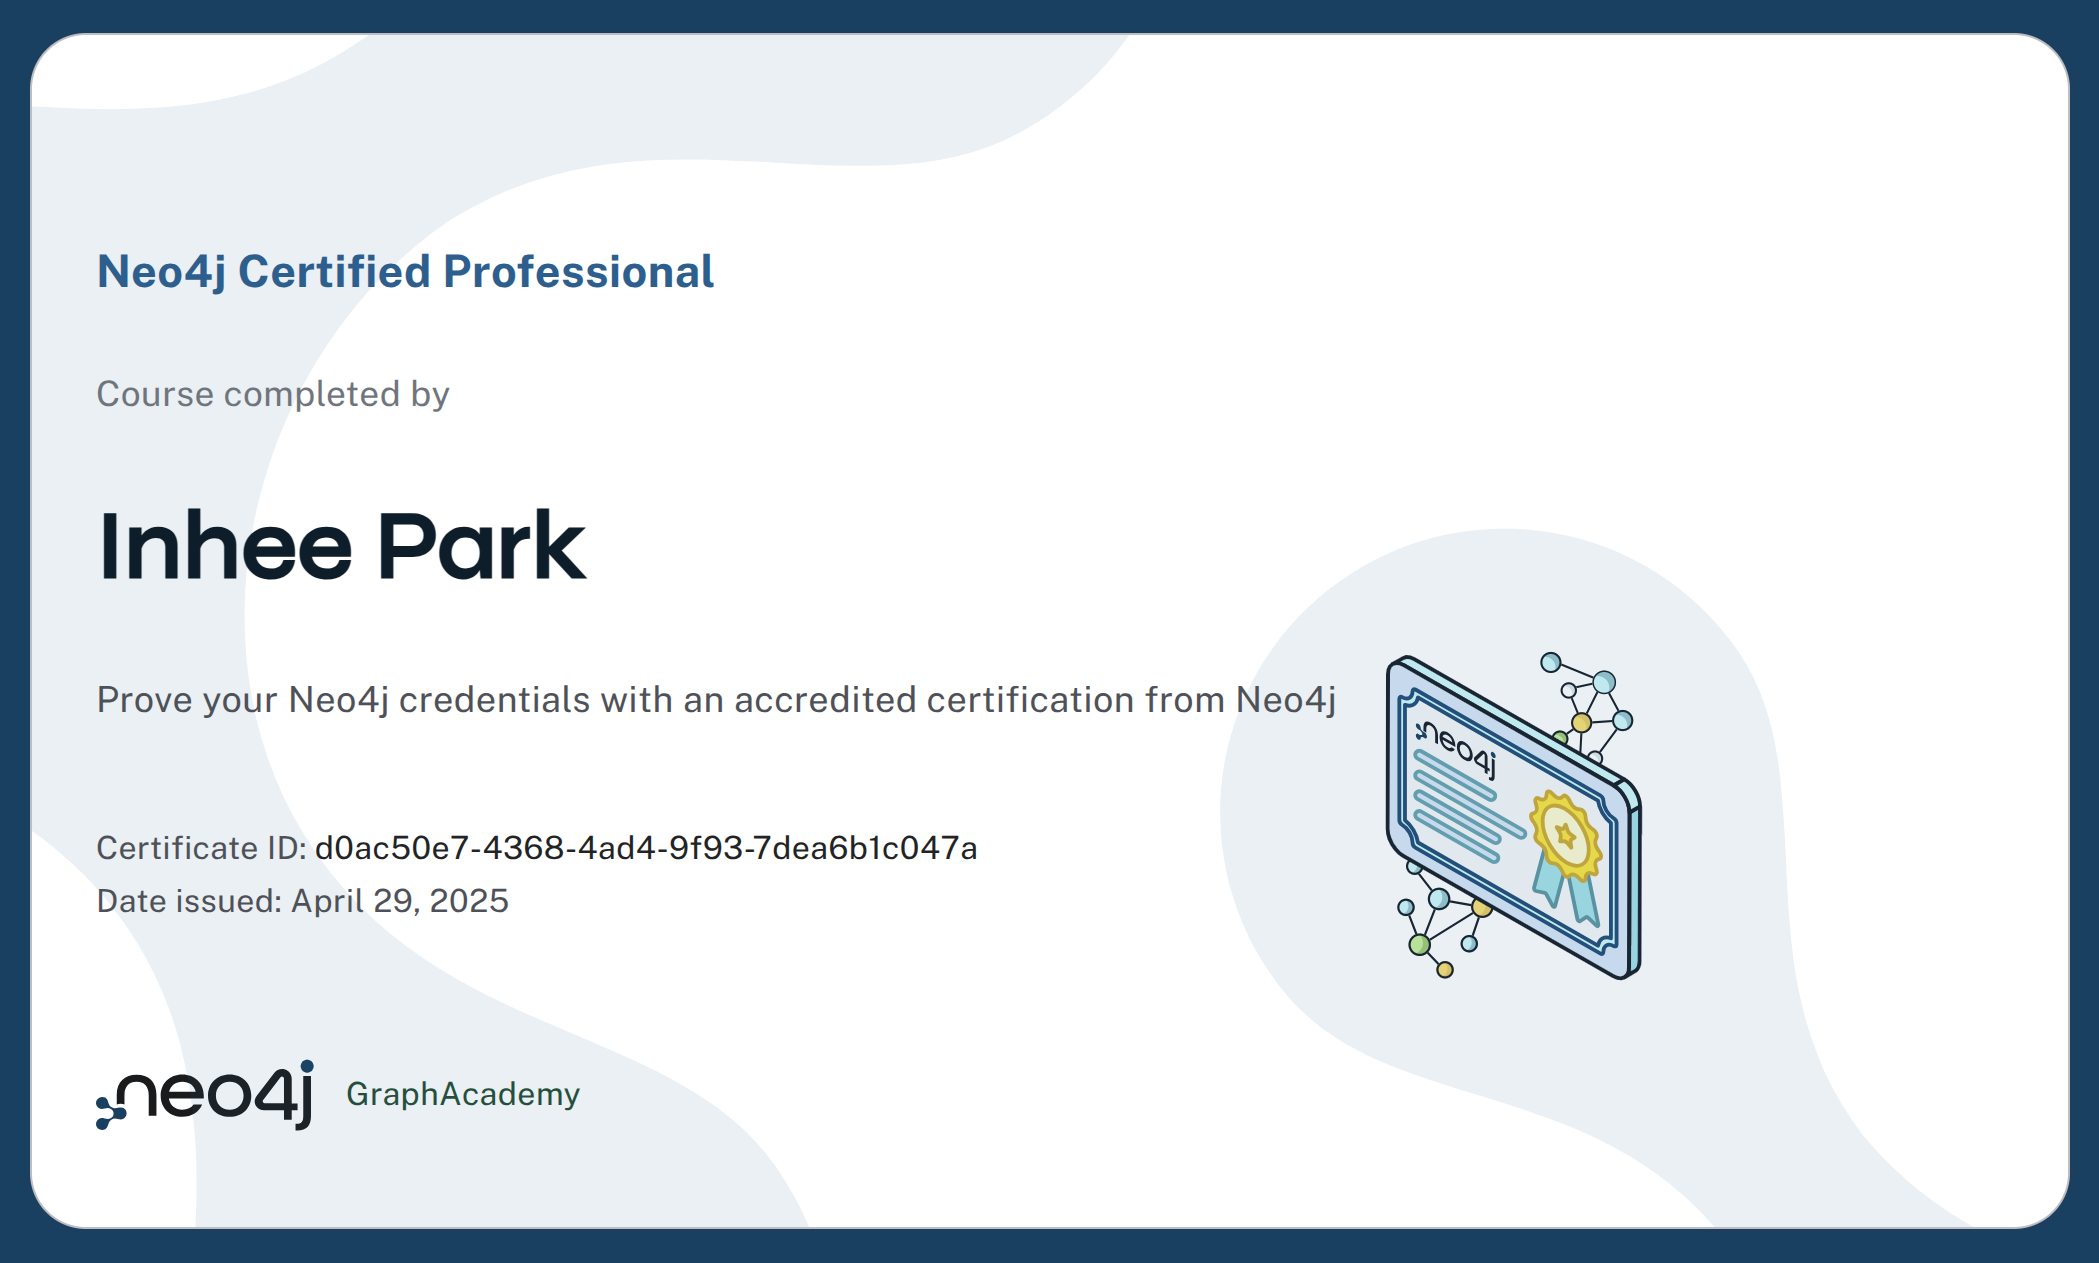 Neo4j Certified Professional
Course completed by
Inhee Park
Prove your Neo4j credentials with an accredited certification from Neo4j
neo4j
Certificate ID: d0ac50e7-4368-4ad4-9f93-7dea6b1c047a
Date issued: April 29, 2025
neo4j GraphAcademy